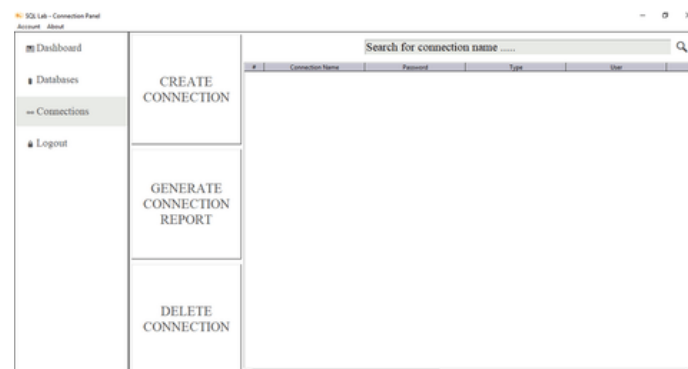 SQL Lab - Connection Panel
Account About
Dashboard
Databases
Connections
Logout
CREATE
CONNECTION
GENERATE
CONNECTION
REPORT
DELETE
CONNECTION
Search for connection name .....
# Connection Name Password Type User